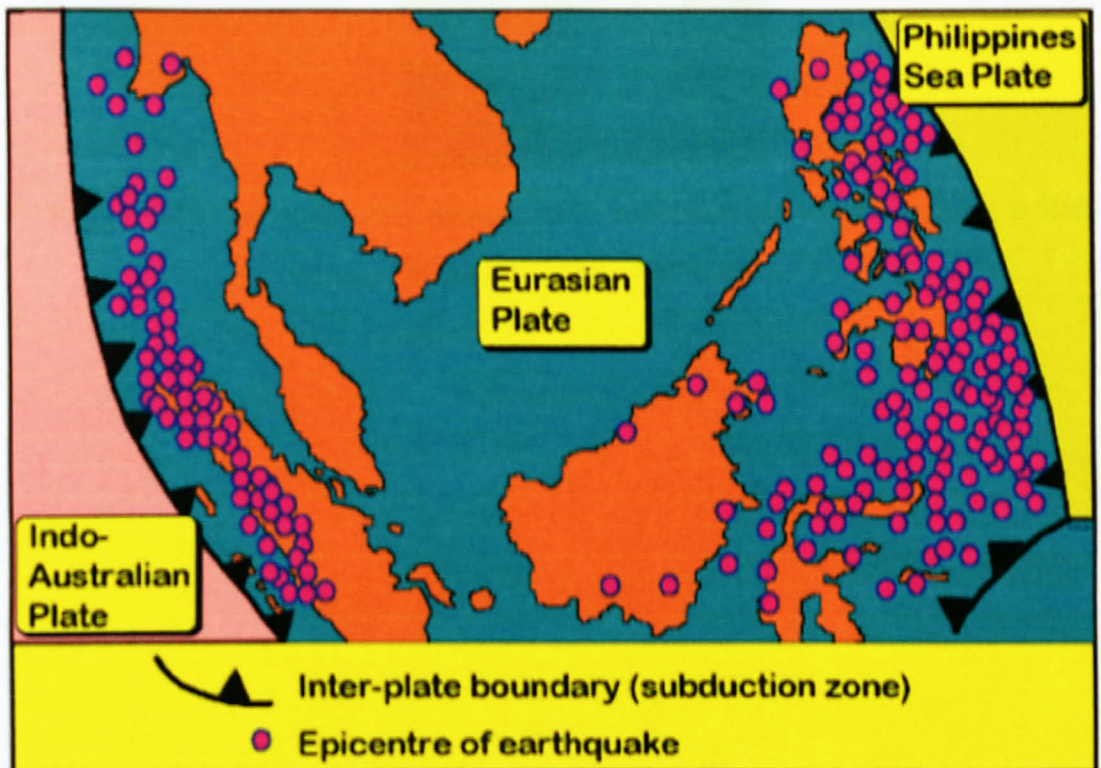 Philippines
Sea Plate
Eurasian
Plate
Indo-
Australian
Plate
Inter-plate boundary (subduction zone)
Epicentre of earthquake